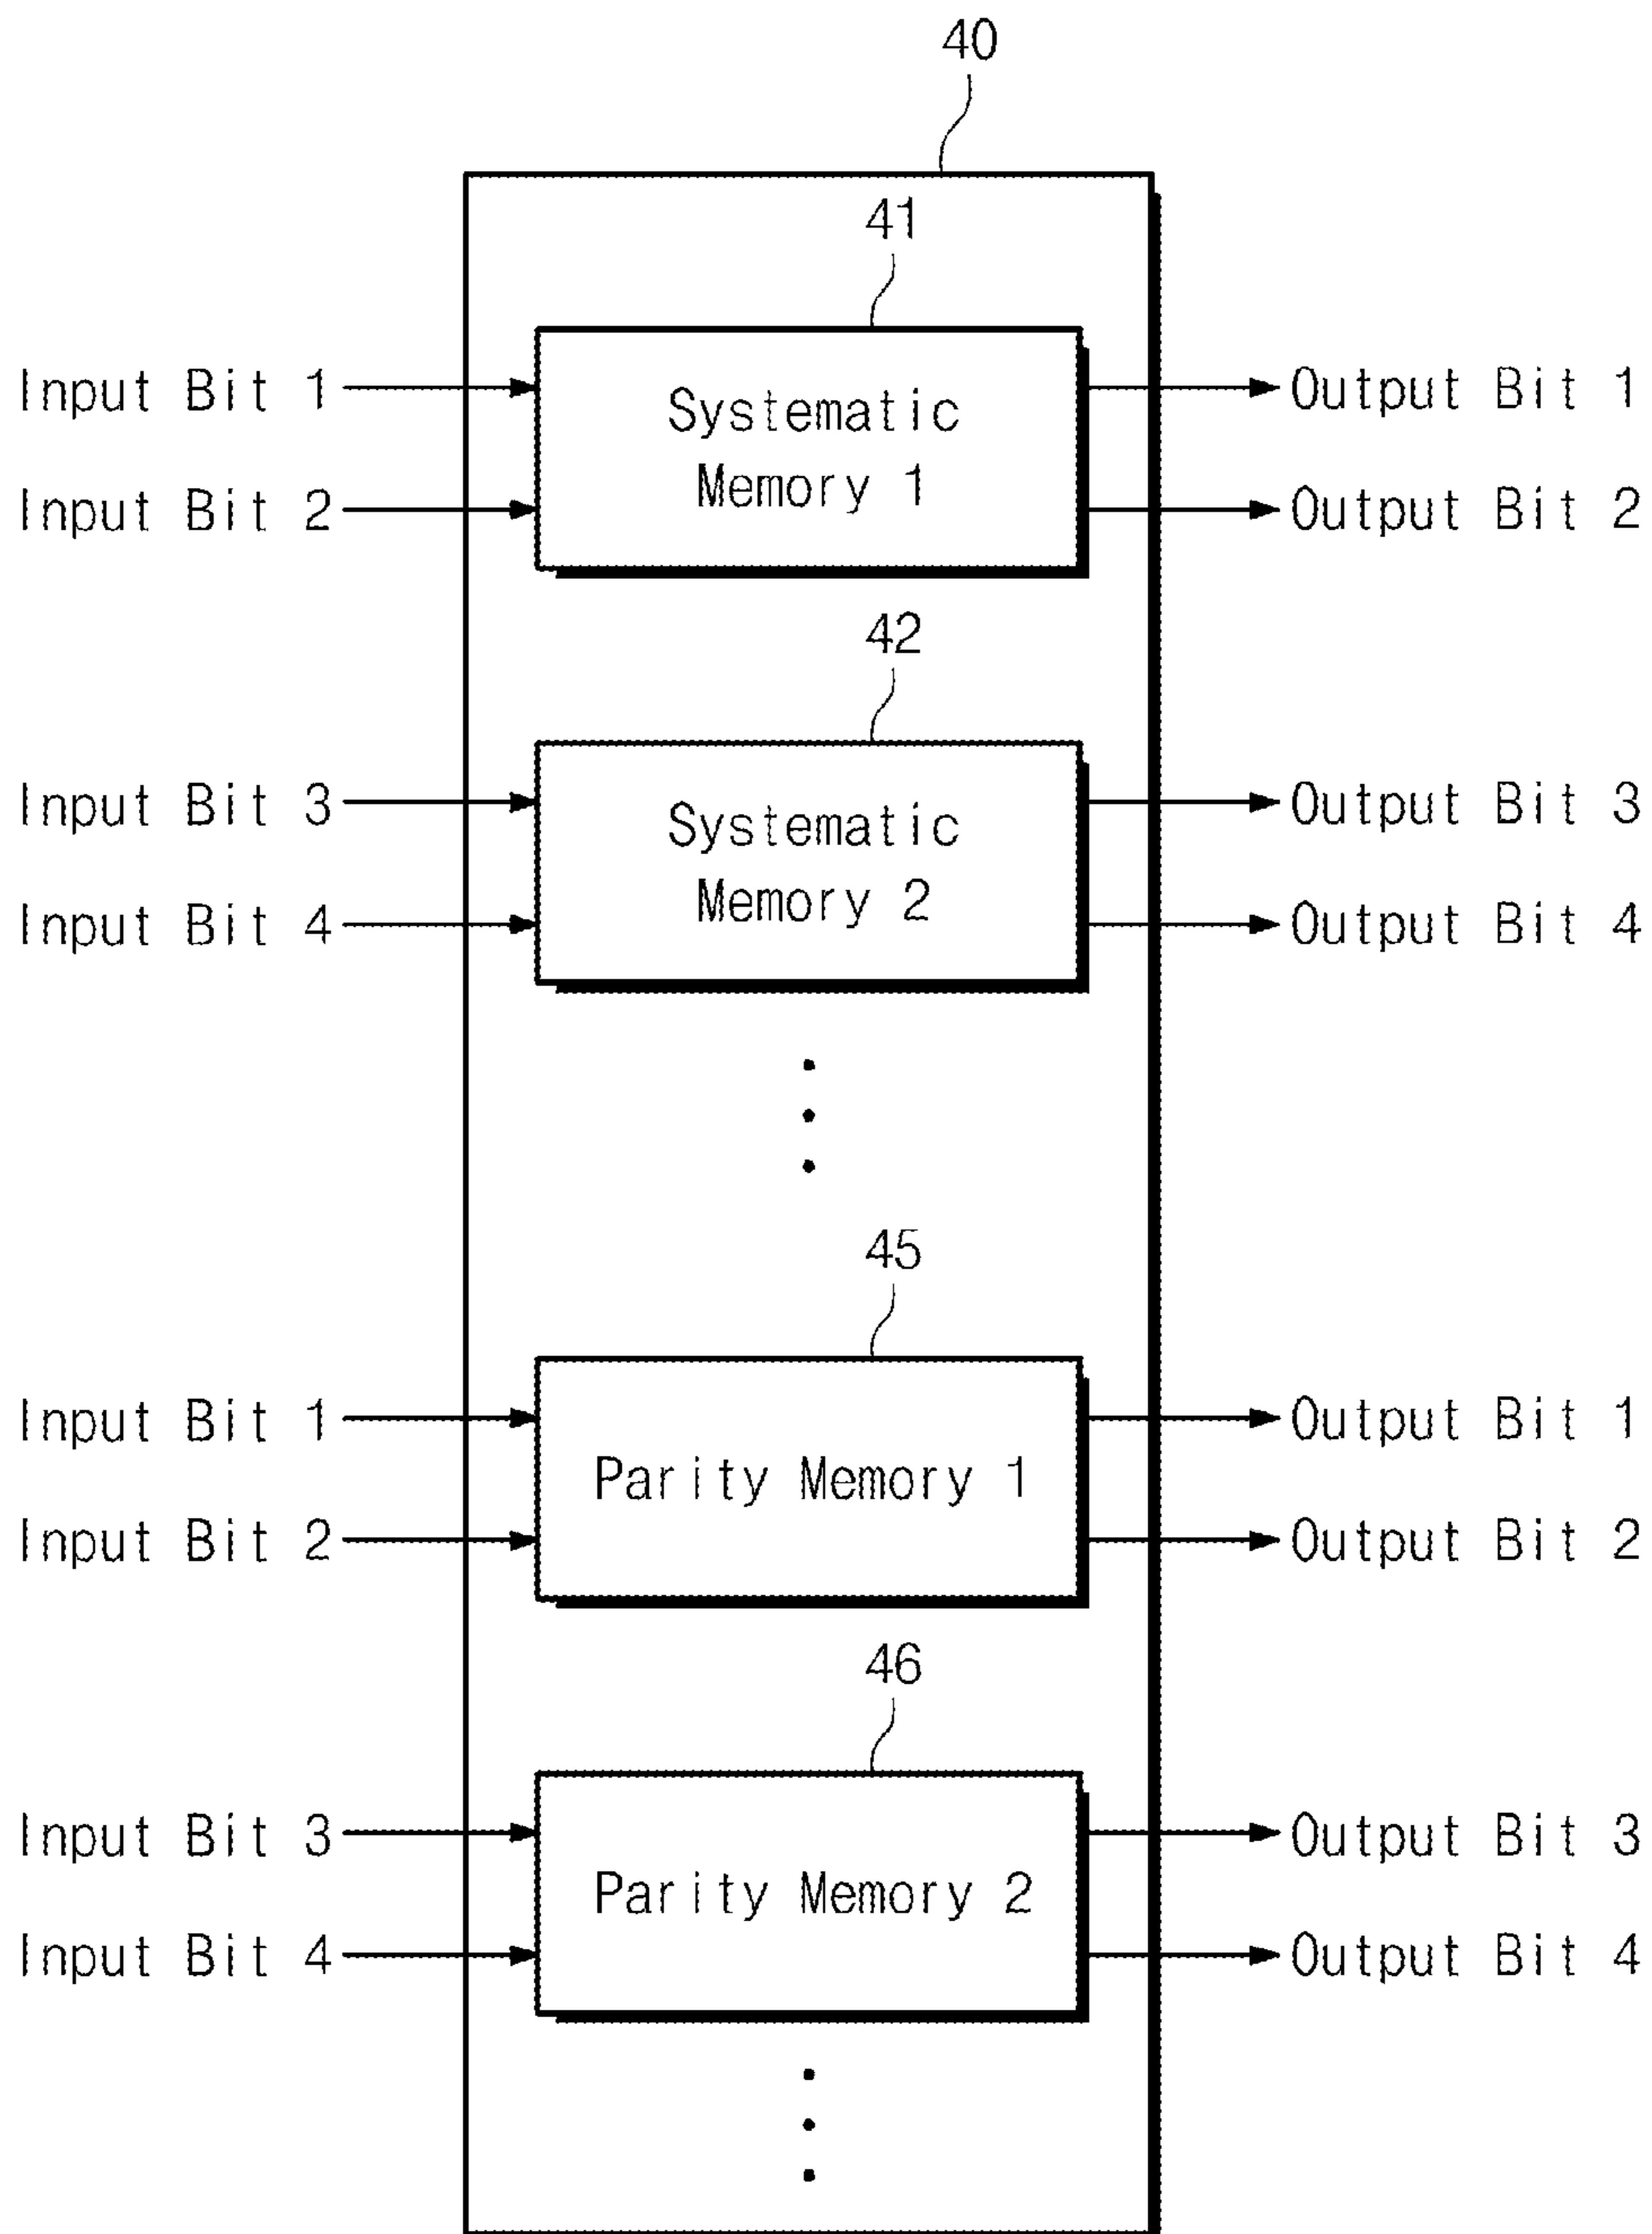 40
41
Input Bit 1
Systematic
Memory 1
Output Bit 1
Input Bit 2
Output Bit 2
42
Input Bit 3
Systematic
Memory 2
Output Bit 3
Input Bit 4
Output Bit 4
45
Input Bit 1
Parity Memory 1
Output Bit 1
Input Bit 2
Output Bit 2
46
Input Bit 3
Parity Memory 2
Output Bit 3
Input Bit 4
Output Bit 4